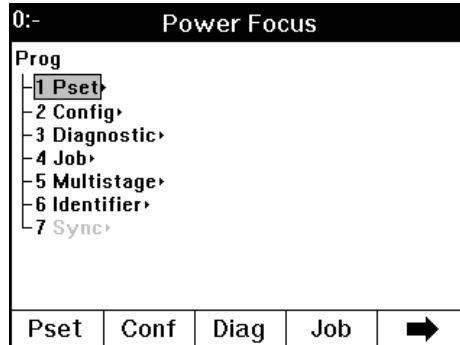 0:- Power Focus
Prog
1 Pset
2 Config
3 Diagnostic
4 Job
5 Multistage
6 Identifier
7 Sync
Pset Conf Diag Job